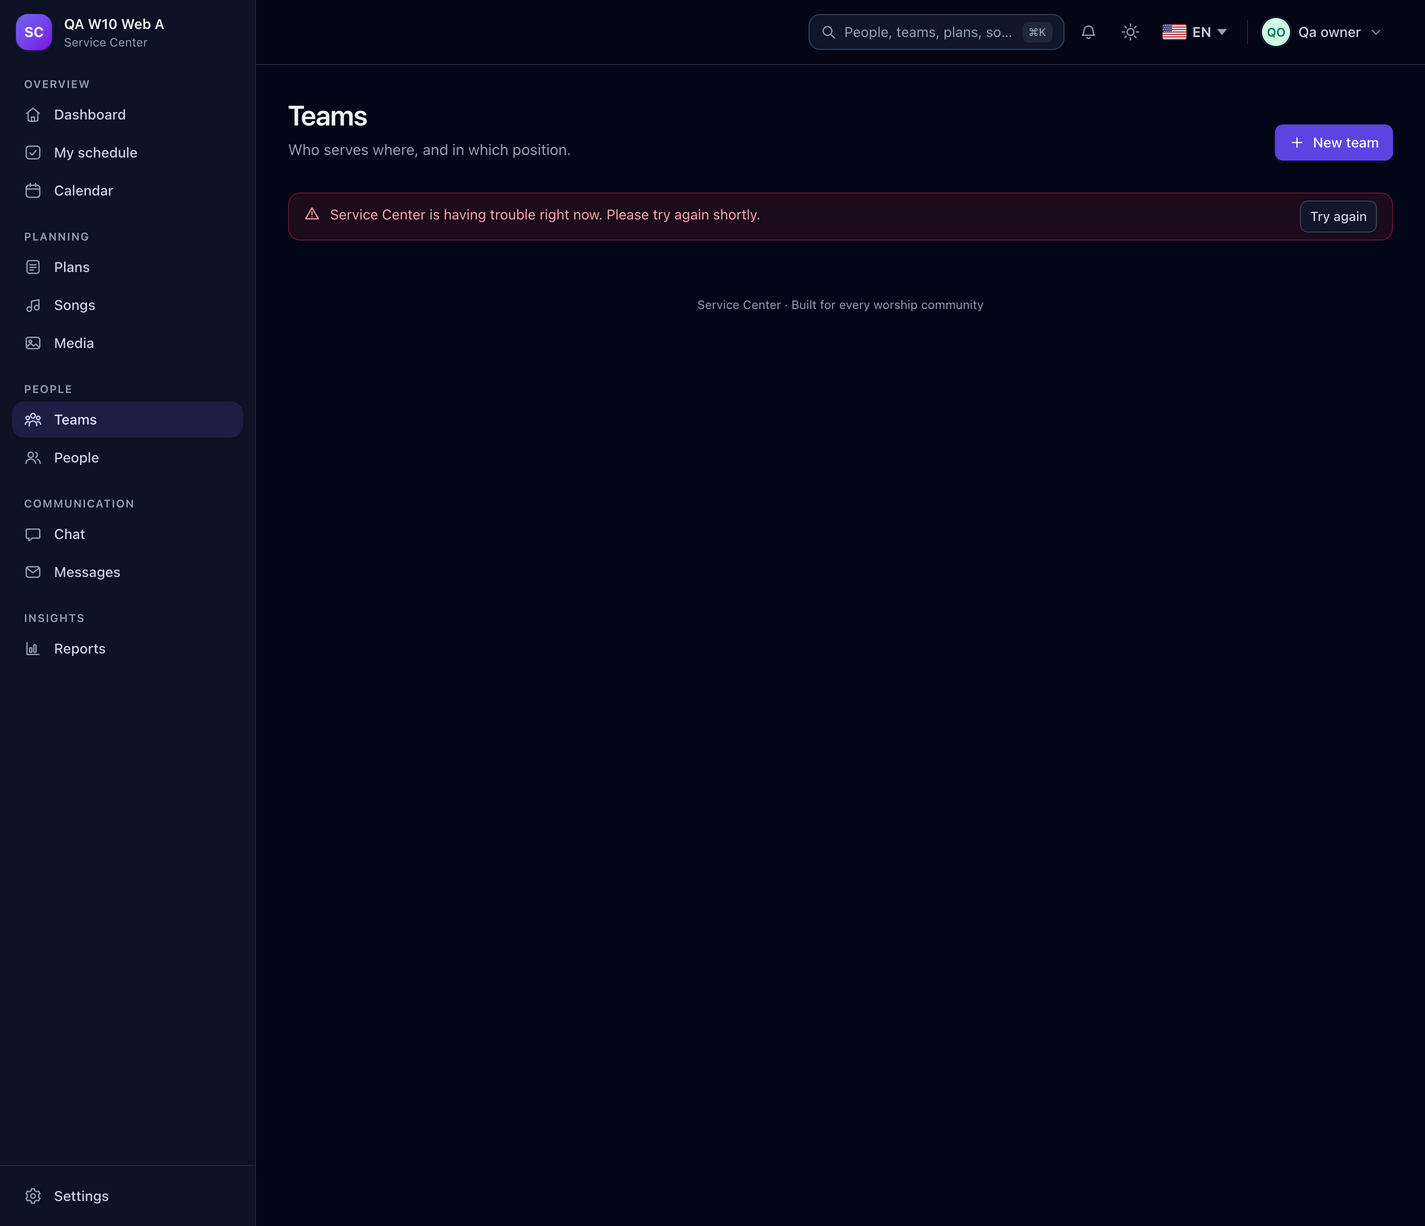 SC
QA W10 Web A
Service Center
OVERVIEW
Dashboard
My schedule
Calendar
PLANNING
Plans
Songs
Media
PEOPLE
Teams
People
COMMUNICATION
Chat
Messages
INSIGHTS
Reports
Settings
People, teams, plans, so... ⌘K
EN
QO Qa owner
Teams
Who serves where, and in which position.
+ New team
Service Center is having trouble right now. Please try again shortly.
Try again
Service Center · Built for every worship community